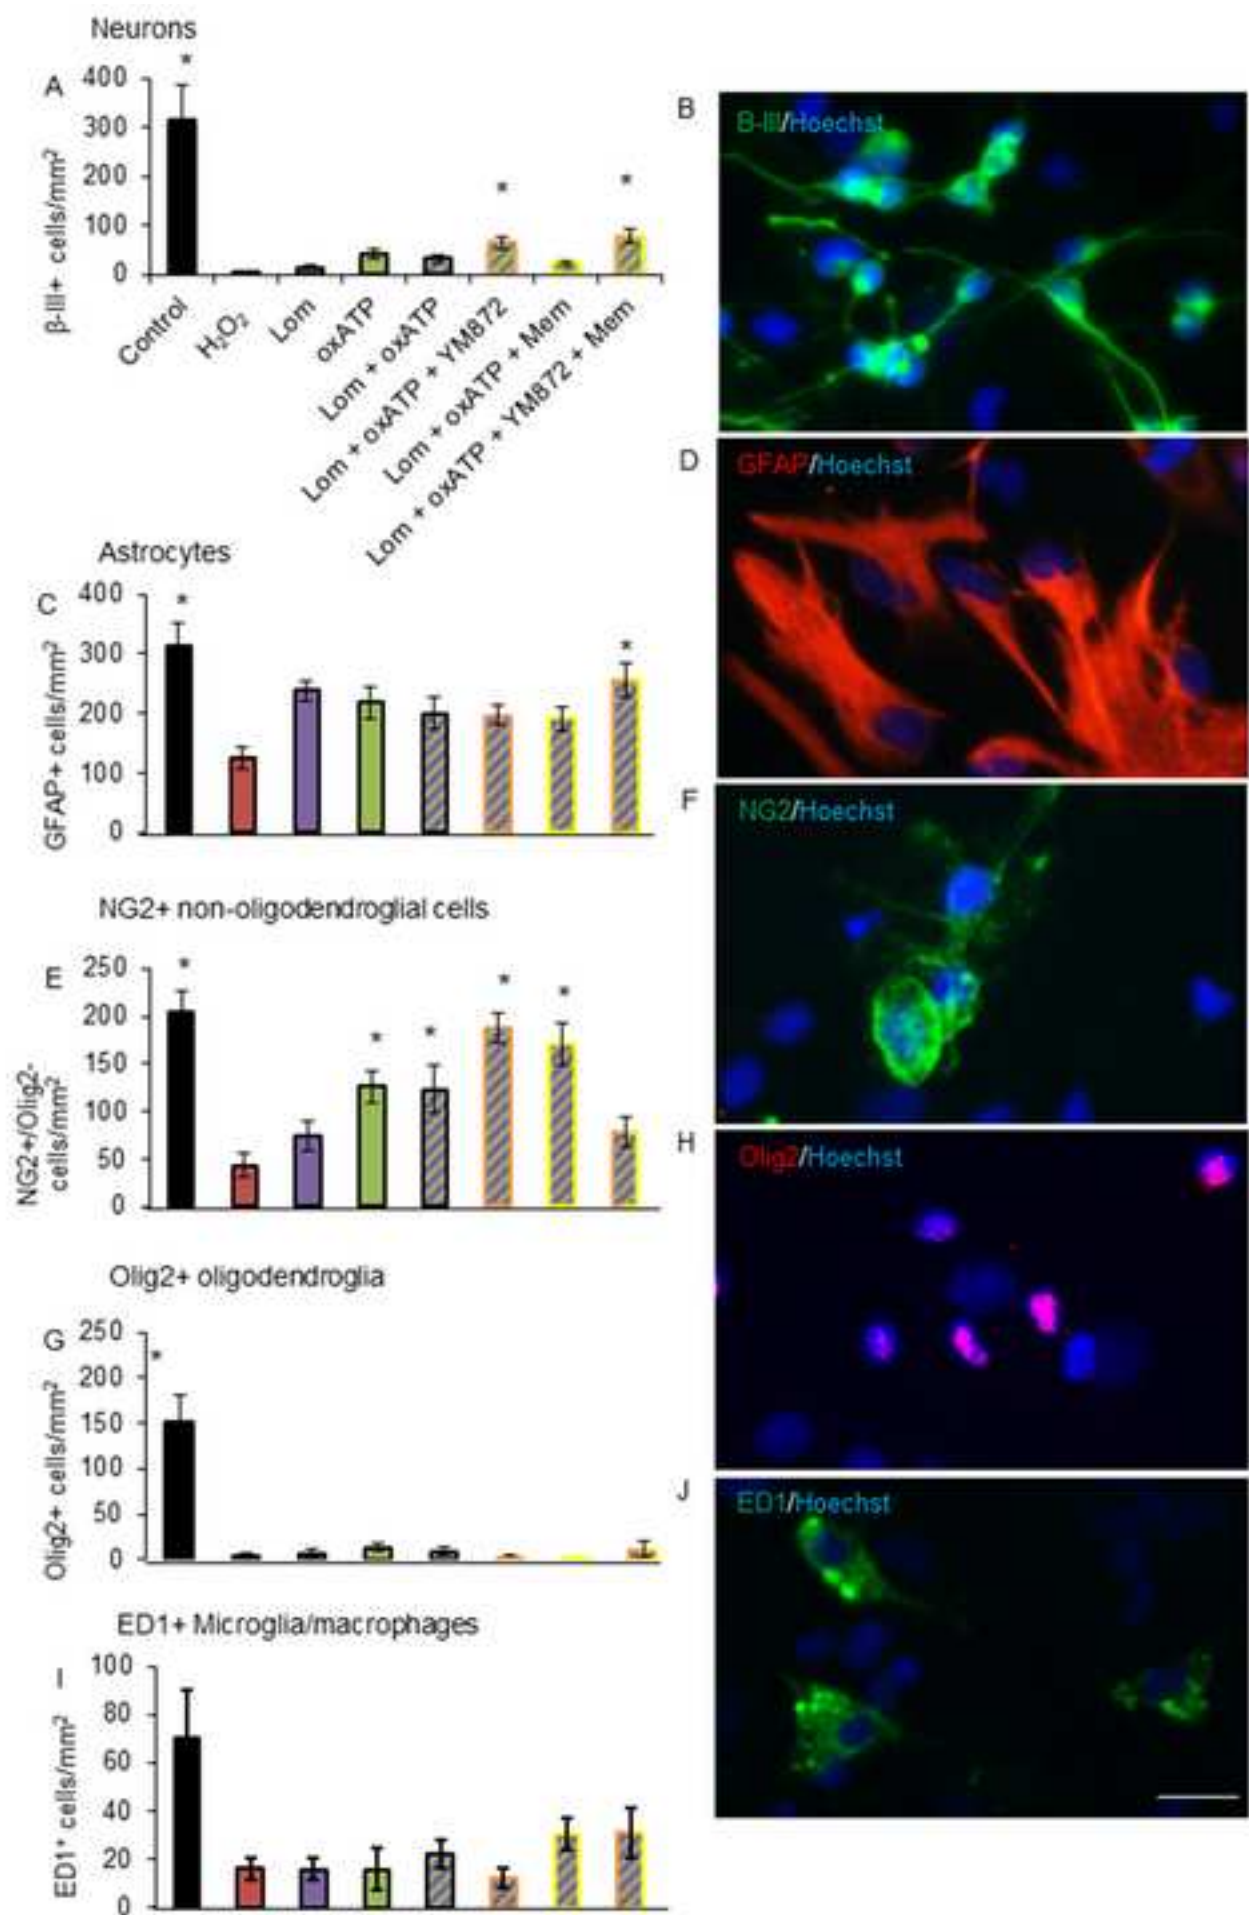 Neurons
A
β-III+ cells/mm²
400
300
200
100
0
*
*
*
Control
H₂O₂
Lom
oxATP
Lom + oxATP
Lom + oxATP + YM872
Lom + oxATP + Mem
Lom + oxATP + YM872 + Mem
B
B-III/Hoechst
Astrocytes
C
GFAP+ cells/mm²
400
300
200
100
0
*
*
D
GFAP/Hoechst
NG2+ non-oligodendroglial cells
E
NG2+/Olig2-
cells/mm²
250
200
150
100
50
0
*
*
*
*
*
F
NG2/Hoechst
Olig2+ oligodendroglia
G
Olig2+ cells/mm²
250
200
150
100
50
0
*
H
Olig2/Hoechst
ED1+ Microglia/macrophages
I
ED1⁺ cells/mm²
100
80
60
40
20
0
J
ED1/Hoechst